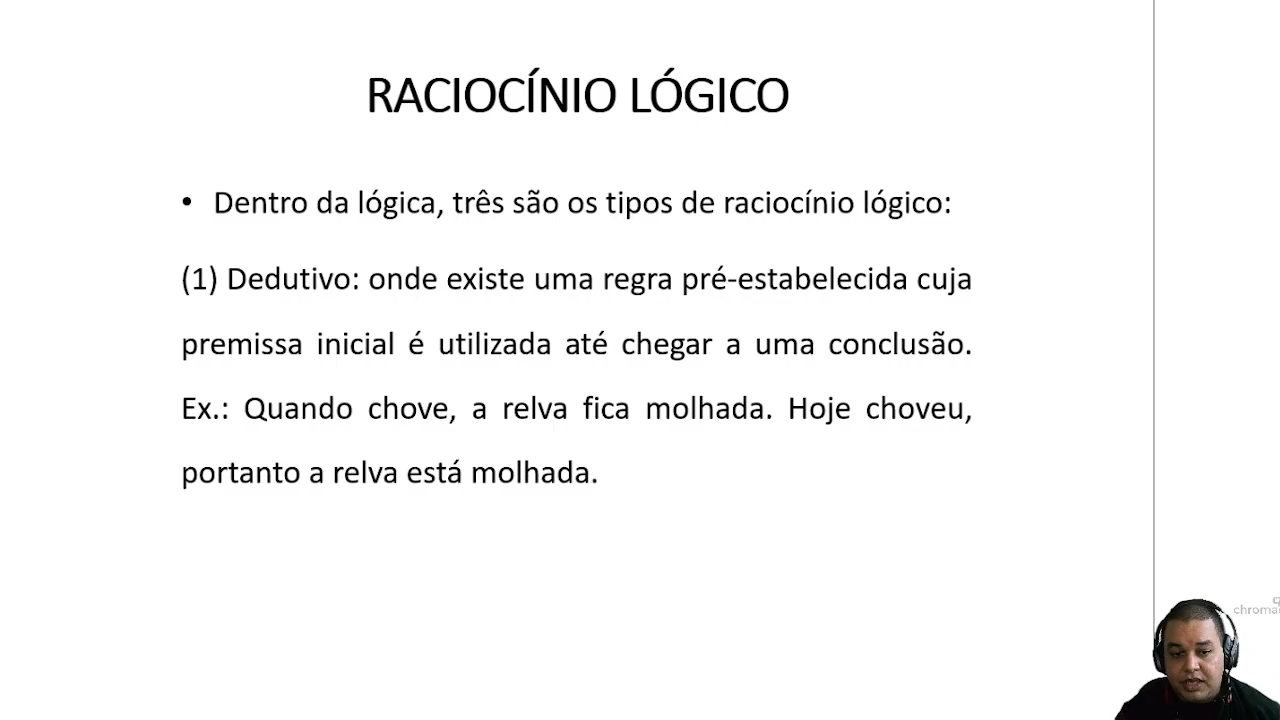 RACIOCÍNIO LÓGICO
• Dentro da lógica, três são os tipos de raciocínio lógico:
(1) Dedutivo: onde existe uma regra pré-estabelecida cuja
premissa inicial é utilizada até chegar a uma conclusão.
Ex.: Quando chove, a relva fica molhada. Hoje choveu,
portanto a relva está molhada.